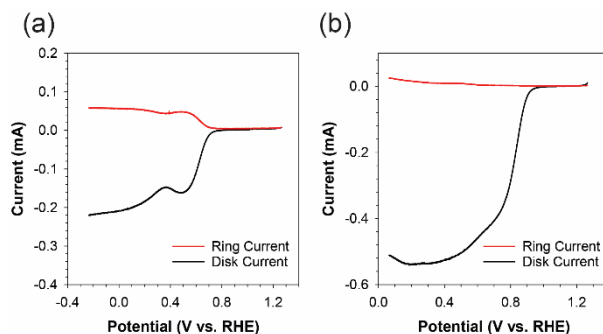 (a)
0.2
0.1
0.0
-0.1
-0.2
-0.3
-0.4
Current (mA)
Ring Current
Disk Current
-0.4 0.0 0.4 0.8 1.2
Potential (V vs. RHE)
(b)
0.0
-0.2
-0.4
-0.6
Current (mA)
Ring Current
Disk Current
0.0 0.4 0.8 1.2
Potential (V vs. RHE)